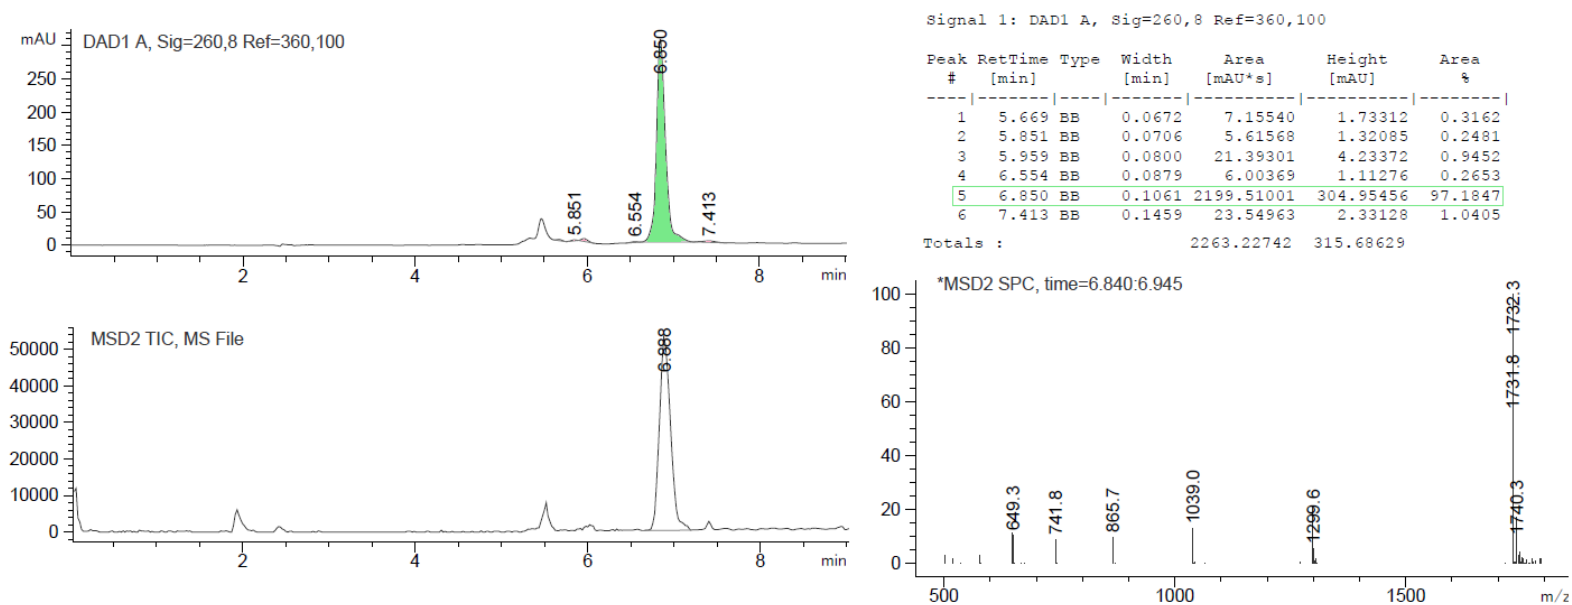 mAU
DAD1 A, Sig=260,8 Ref=360,100
250
200
150
100
50
0
6.850
5.851
6.554
7.413
2
4
6
8
min
MSD2 TIC, MS File
50000
40000
30000
20000
10000
0
6.888
2
4
6
8
min
Signal 1: DAD1 A, Sig=260,8 Ref=360,100
Peak RetTime Type Width Area Height Area
# [min] [min] [mAU*s] [mAU] %
----|-------|----|-------|----------|----------|--------|
1 5.669 BB 0.0672 7.15540 1.73312 0.3162
2 5.851 BB 0.0706 5.61568 1.32085 0.2481
3 5.959 BB 0.0800 21.39301 4.23372 0.9452
4 6.554 BB 0.0879 6.00369 1.11276 0.2653
5 6.850 BB 0.1061 2199.51001 304.95456 97.1847
6 7.413 BB 0.1459 23.54963 2.33128 1.0405
Totals : 2263.22742 315.68629
*MSD2 SPC, time=6.840:6.945
100
80
60
40
20
0
649.3
741.8
865.7
1039.0
1299.6
1732.3
1731.8
1740.3
500
1000
1500
m/z